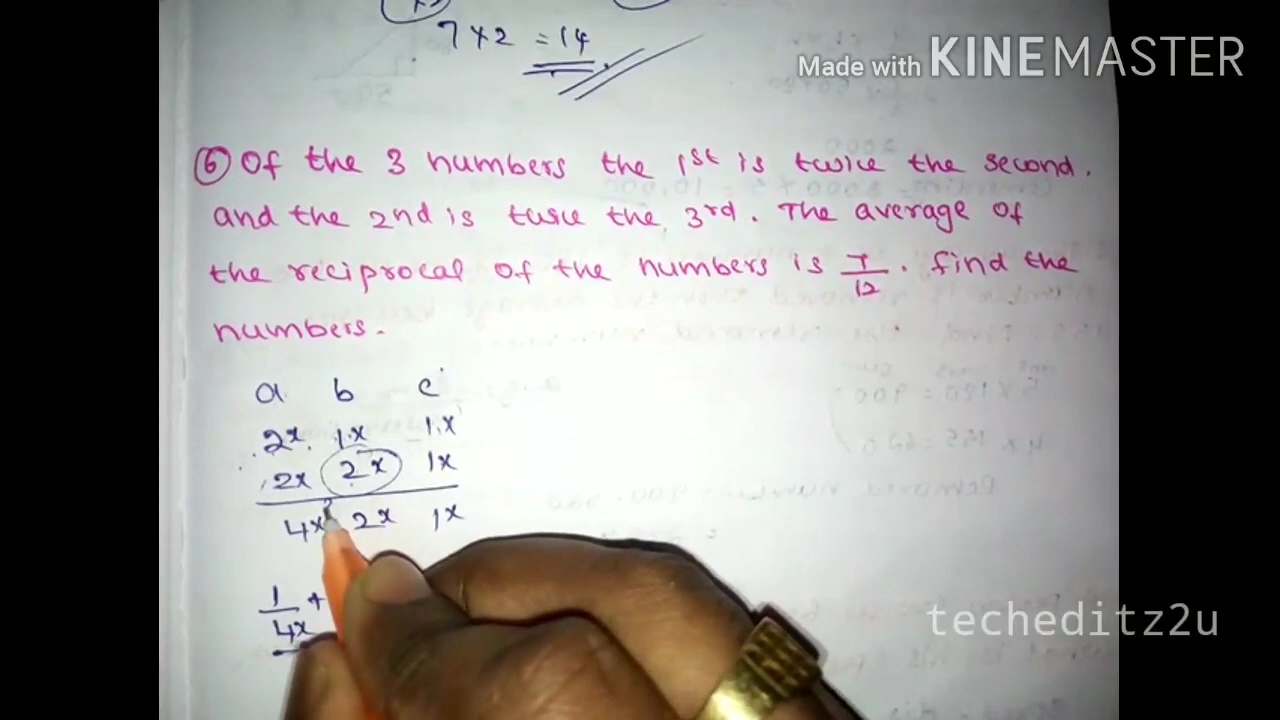 7 x 2 = 14
Made with KINEMASTER
⑥ Of the 3 numbers the 1st is twice the second.
and the 2nd is twice the 3rd. The average of
the reciprocal of the numbers is 7/12. find the
numbers.
a b c
2x 1x 1x
2x 2x 1x
4x 2x 1x
1/4x +
techeditz2u